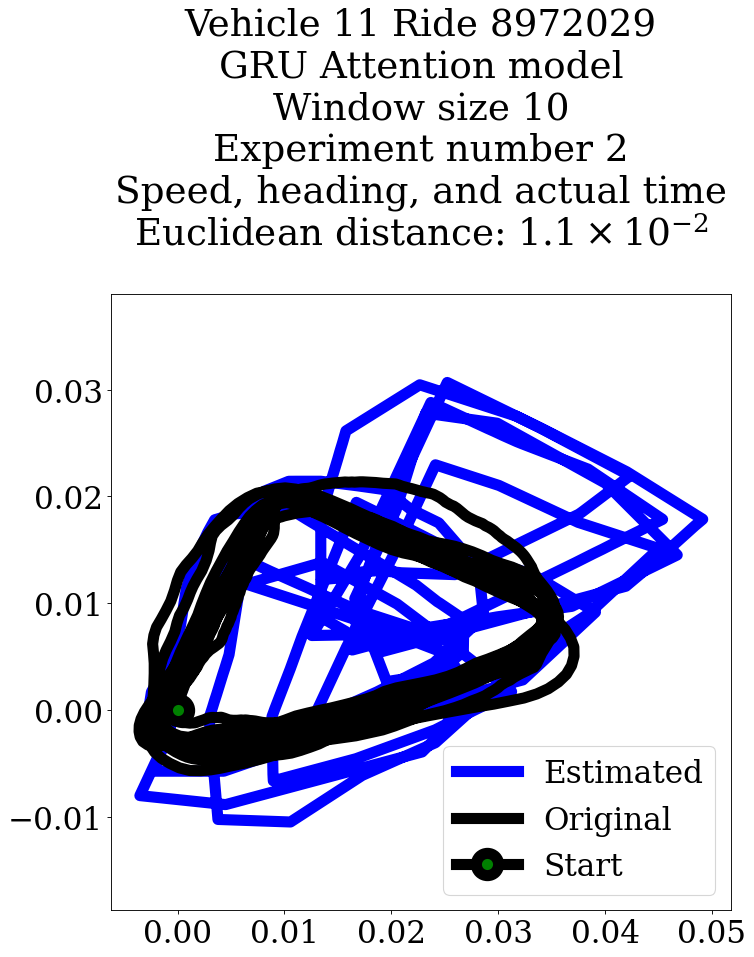 Vehicle 11 Ride 8972029
GRU Attention model
Window size 10
Experiment number 2
Speed, heading, and actual time
Euclidean distance: 1.1 × 10⁻²
0.03
0.02
0.01
0.00
−0.01
Estimated
Original
Start
0.00 0.01 0.02 0.03 0.04 0.05